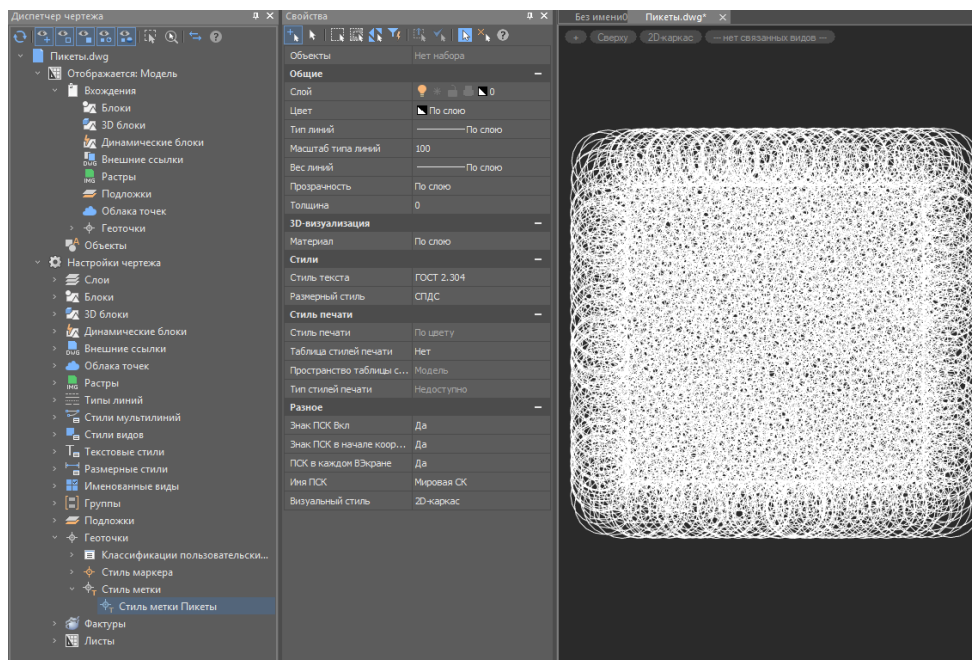 Диспетчер чертежа
Пикеты.dwg
Отображается: Модель
Вхождения
Блоки
3D блоки
Динамические блоки
Внешние ссылки
Растры
Подложки
Облака точек
Геоточки
Объекты
Настройки чертежа
Слои
Блоки
3D блоки
Динамические блоки
Внешние ссылки
Облака точек
Растры
Типы линий
Стили мультилиний
Стили видов
Текстовые стили
Размерные стили
Именованные виды
Группы
Подложки
Геоточки
Классификации пользовательски...
Стиль маркера
Стиль метки
Стиль метки Пикеты
Фактуры
Листы
Свойства
Объекты Нет набора
Общие
Слой 0
Цвет По слою
Тип линий По слою
Масштаб типа линий 100
Вес линий По слою
Прозрачность По слою
Толщина 0
3D-визуализация
Материал По слою
Стили
Стиль текста ГОСТ 2.304
Размерный стиль СПДС
Стиль печати
Стиль печати По цвету
Таблица стилей печати Нет
Пространство таблицы с... Модель
Тип стилей печати Недоступно
Разное
Знак ПСК Вкл Да
Знак ПСК в начале коор... Да
ПСК в каждом ВЭкране Да
Имя ПСК Мировая СК
Визуальный стиль 2D-каркас
Без имени0 Пикеты.dwg*
+ Сверху 2D-каркас -- нет связанных видов --